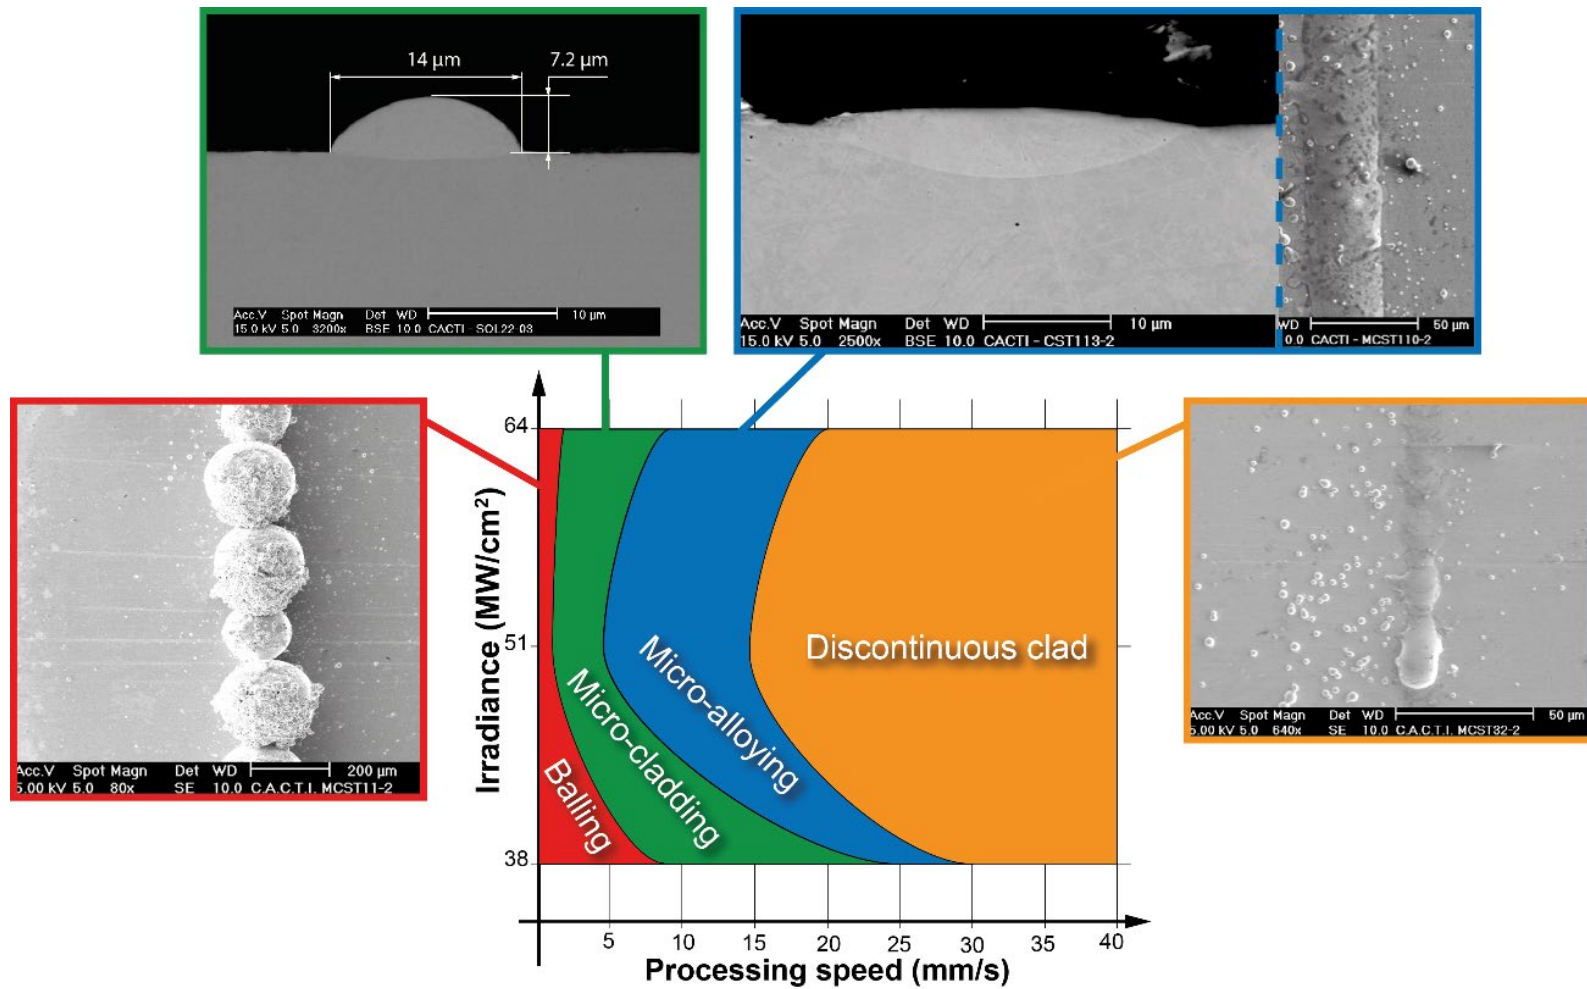 14 µm
7.2 µm
Acc.V Spot Magn Det WD 10 µm
15.0 kV 5.0 3200x BSE 10.0 CACTI - SOL22-03
Acc.V Spot Magn Det WD 10 µm
15.0 kV 5.0 2500x BSE 10.0 CACTI - CST113-2
WD 50 µm
0.0 CACTI - MCST110-2
Acc.V Spot Magn Det WD 200 µm
5.00 kV 5.0 80x SE 10.0 C.A.C.T.I. MCST11-2
Acc.V Spot Magn Det WD 50 µm
5.00 kV 5.0 640x SE 10.0 C.A.C.T.I. MCST32-2
Irradiance (MW/cm²)
64
51
38
Balling
Micro-cladding
Micro-alloying
Discontinuous clad
5 10 15 20 25 30 35 40
Processing speed (mm/s)